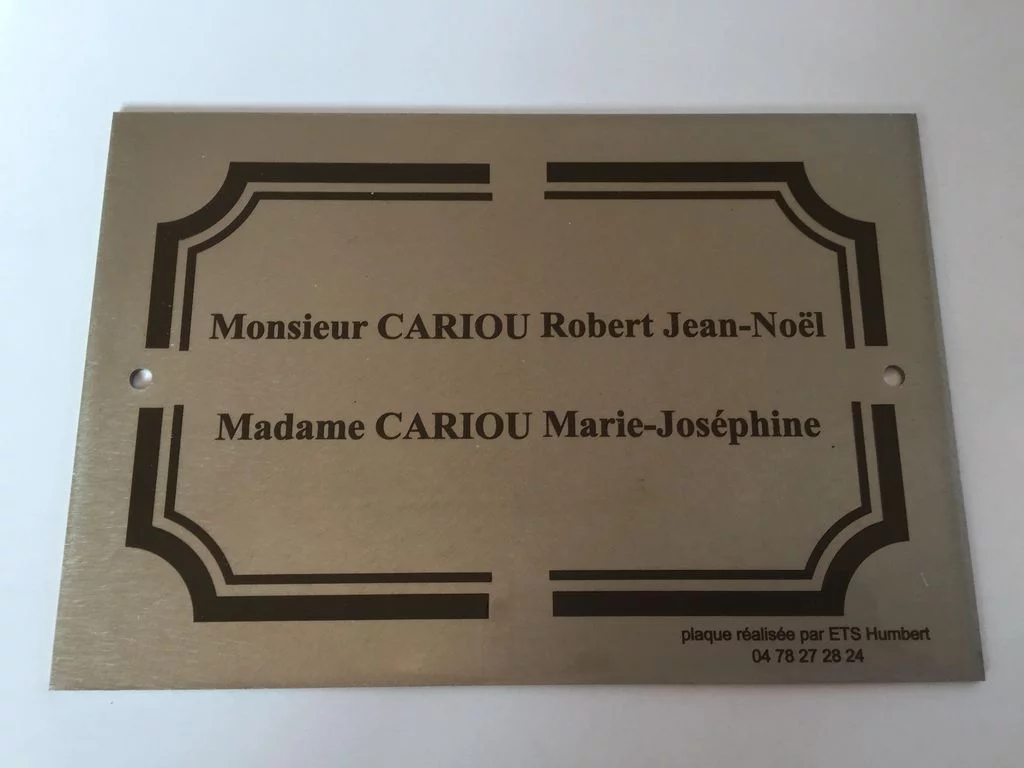 Monsieur CARIOU Robert Jean-Noël
Madame CARIOU Marie-Joséphine
plaque réalisée par ETS Humbert
04 78 27 28 24